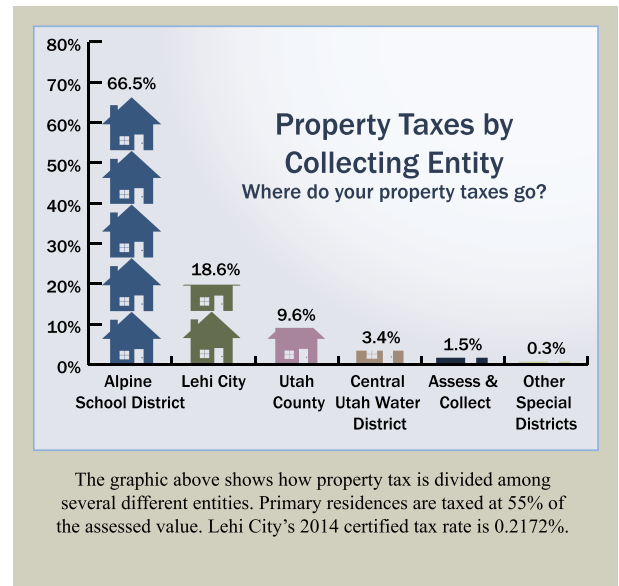 80%
70%
60%
50%
40%
30%
20%
10%
0%
66.5%
18.6%
9.6%
3.4%
1.5%
0.3%
Property Taxes by
Collecting Entity
Where do your property taxes go?
Alpine
School District
Lehi City
Utah
County
Central
Utah Water
District
Assess &
Collect
Other
Special
Districts
The graphic above shows how property tax is divided among
several different entities. Primary residences are taxed at 55% of
the assessed value. Lehi City’s 2014 certified tax rate is 0.2172%.